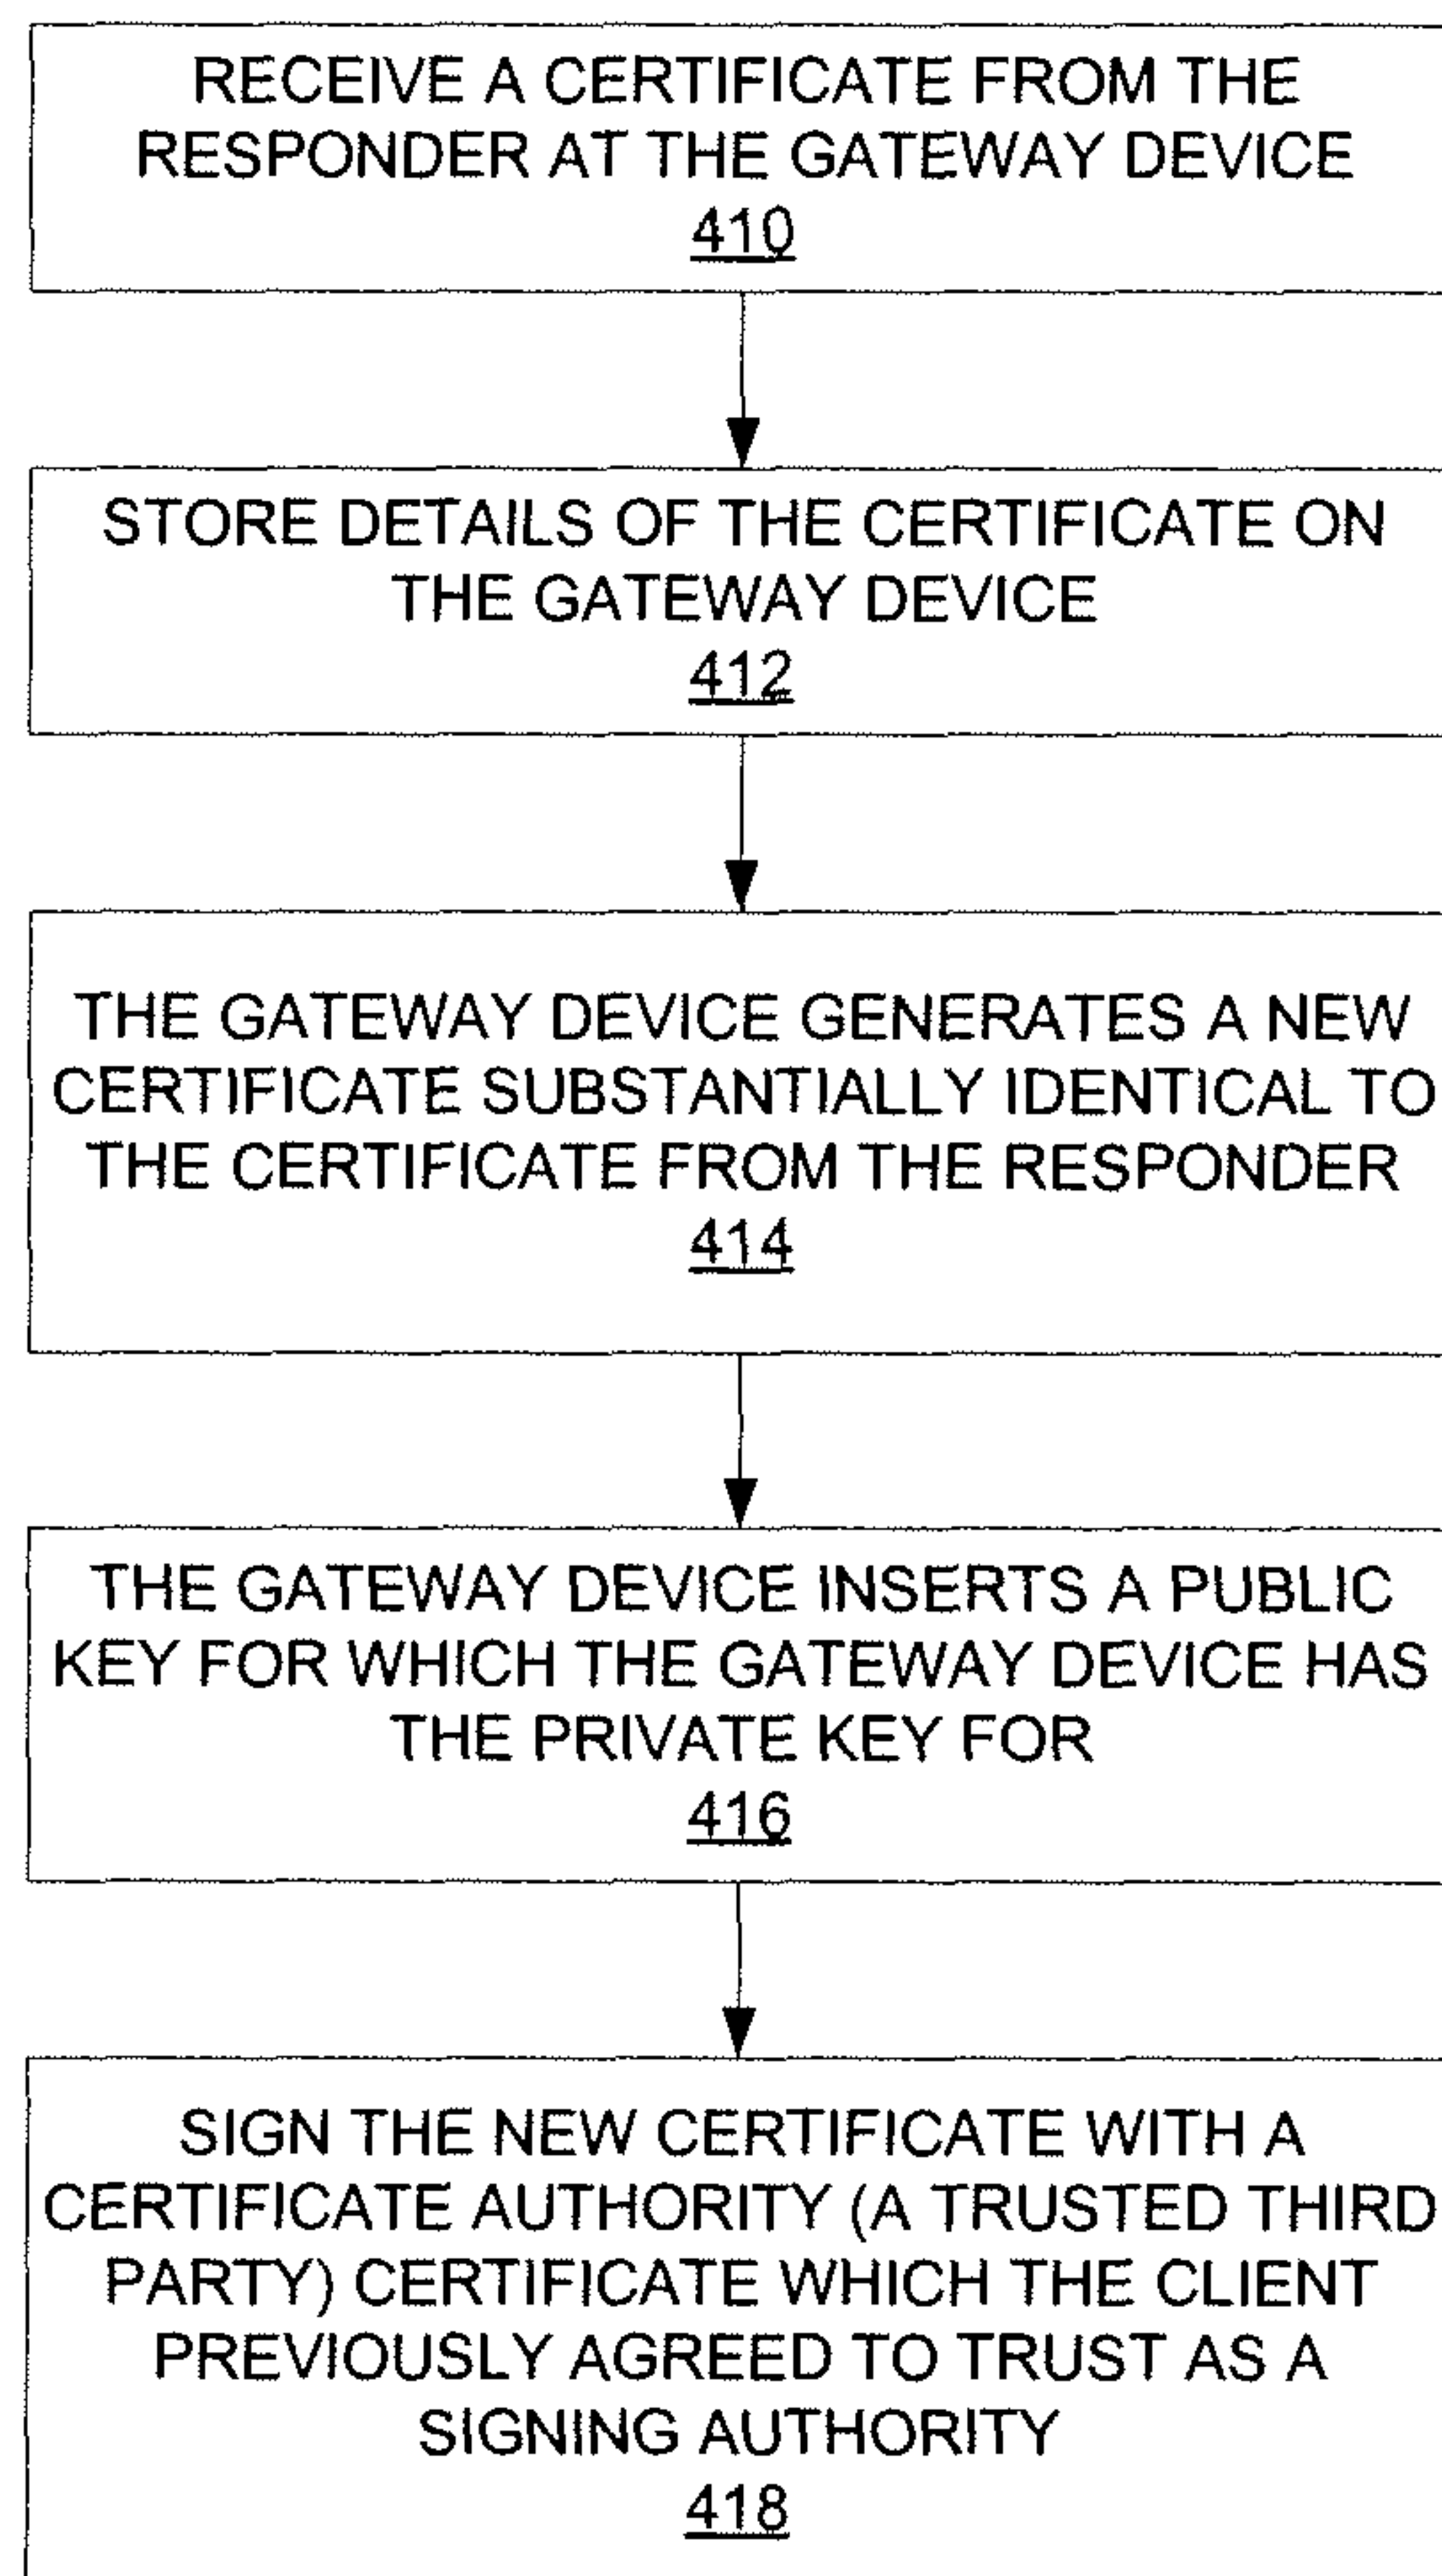 RECEIVE A CERTIFICATE FROM THE
RESPONDER AT THE GATEWAY DEVICE
410
STORE DETAILS OF THE CERTIFICATE ON
THE GATEWAY DEVICE
412
THE GATEWAY DEVICE GENERATES A NEW
CERTIFICATE SUBSTANTIALLY IDENTICAL TO
THE CERTIFICATE FROM THE RESPONDER
414
THE GATEWAY DEVICE INSERTS A PUBLIC
KEY FOR WHICH THE GATEWAY DEVICE HAS
THE PRIVATE KEY FOR
416
SIGN THE NEW CERTIFICATE WITH A
CERTIFICATE AUTHORITY (A TRUSTED THIRD
PARTY) CERTIFICATE WHICH THE CLIENT
PREVIOUSLY AGREED TO TRUST AS A
SIGNING AUTHORITY
418